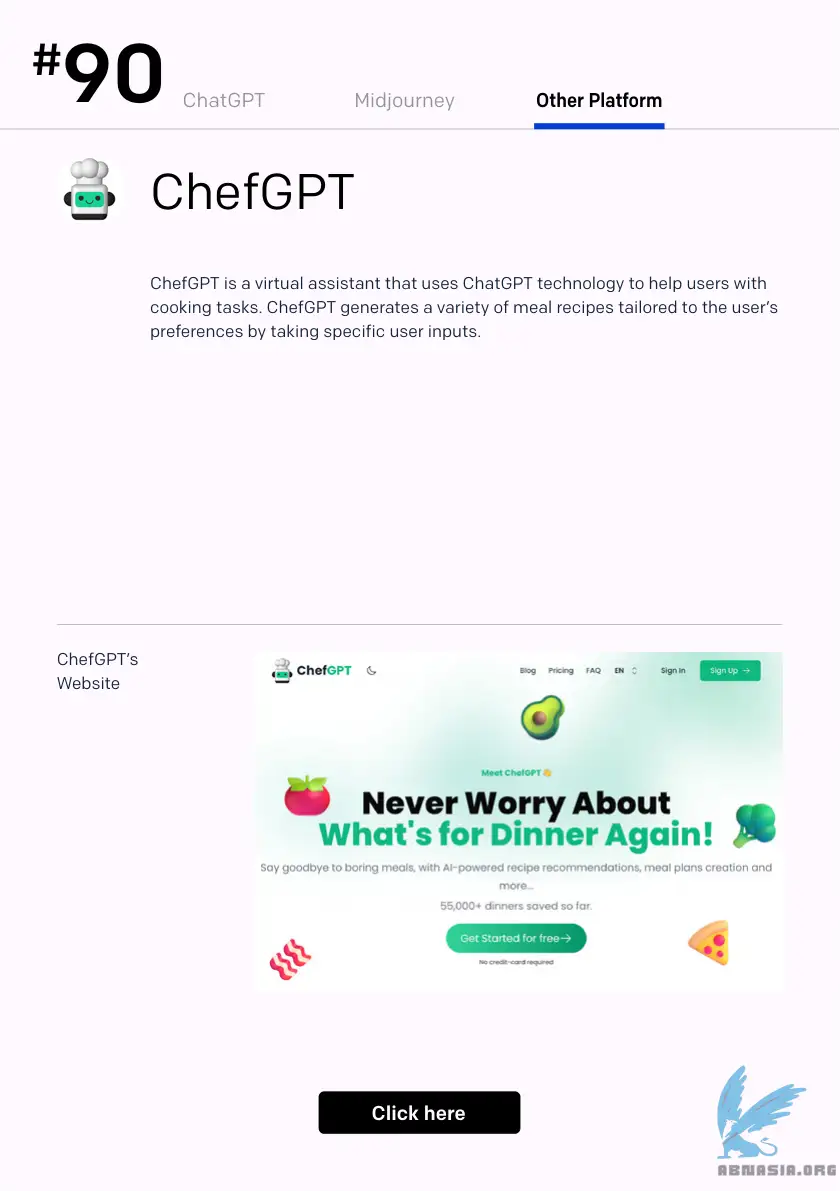 #90
ChatGPT
Midjourney
Other Platform
ChefGPT
ChefGPT is a virtual assistant that uses ChatGPT technology to help users with
cooking tasks. ChefGPT generates a variety of meal recipes tailored to the user’s
preferences by taking specific user inputs.
ChefGPT’s
Website
ChefGPT
Blog
Pricing
FAQ
EN
Sign In
Sign Up →
Meet ChefGPT
Never Worry About
What's for Dinner Again!
Say goodbye to boring meals, with AI-powered recipe recommendations, meal plans creation and
more...
55,000+ dinners saved so far.
Get Started for free→
No credit-card required
Click here
ABNASIA.ORG